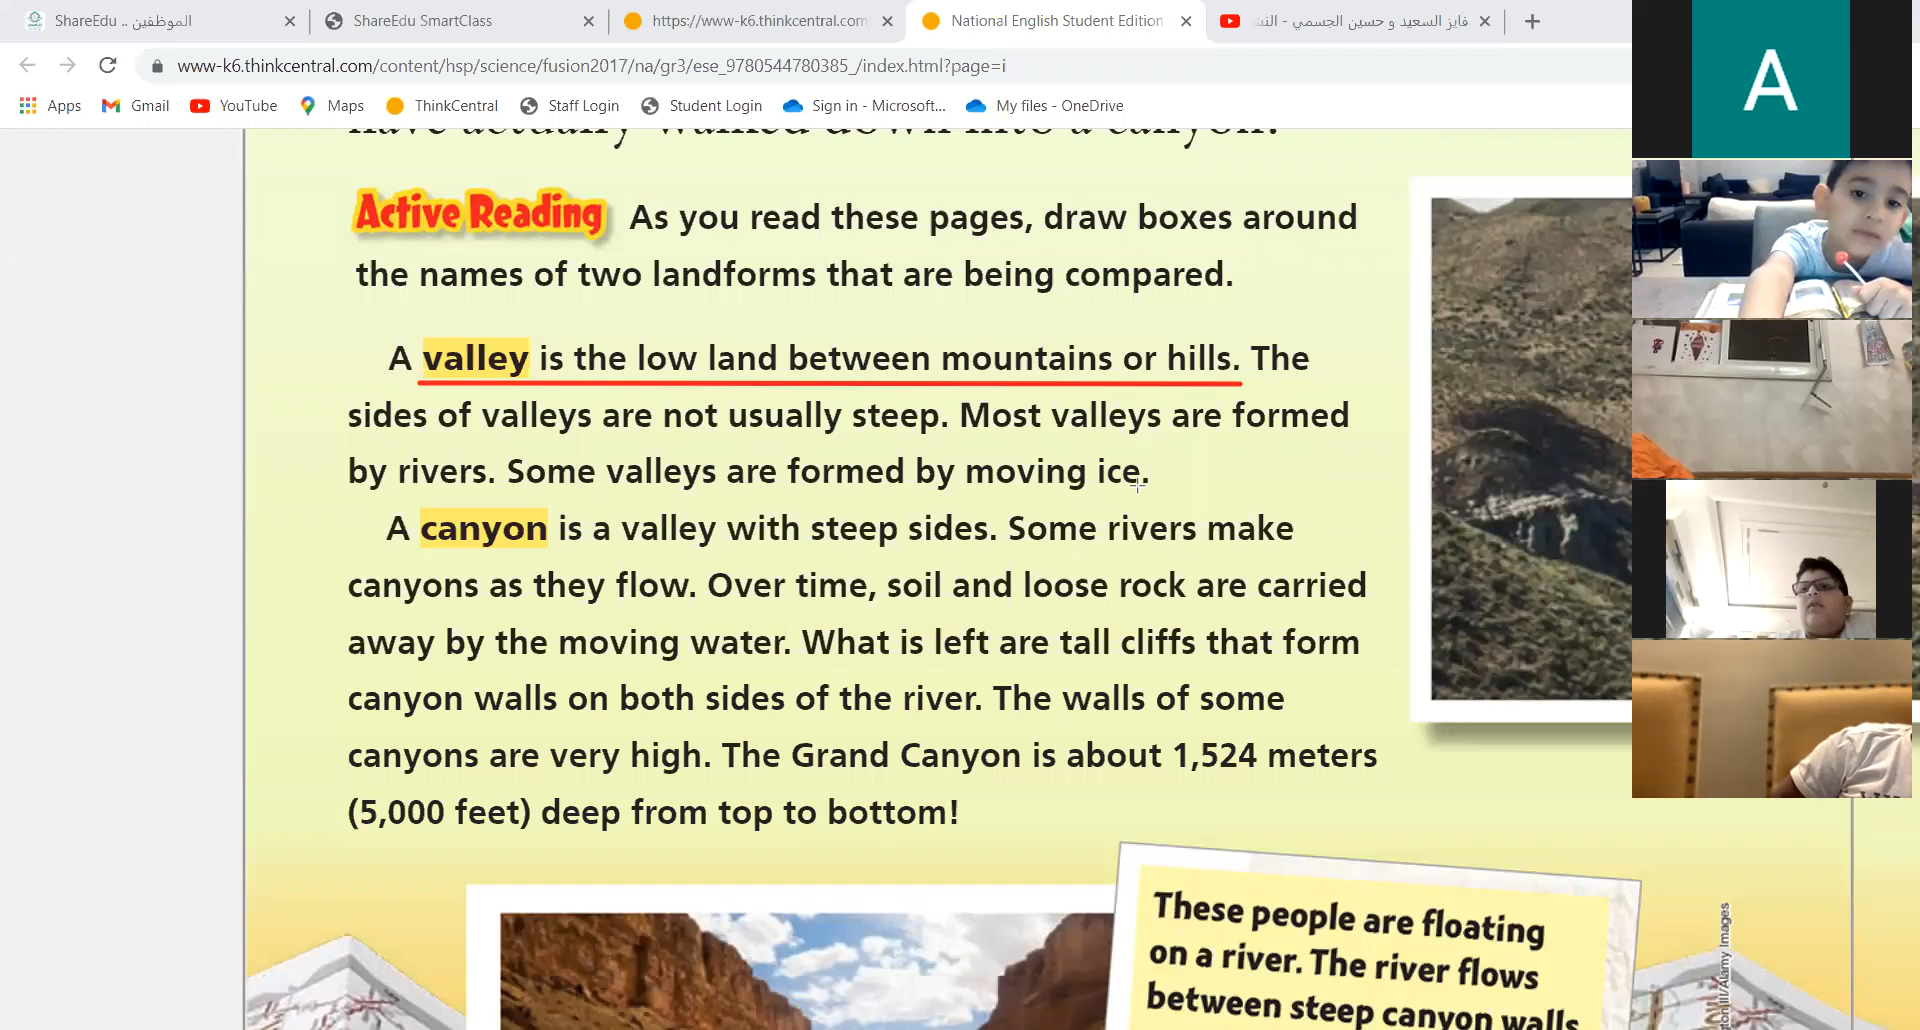 ShareEdu .. الموظفين
ShareEdu SmartClass
https://www-k6.thinkcentral.com
National English Student Edition
فايز السعيد و حسين الجسمي - النش
www-k6.thinkcentral.com/content/hsp/science/fusion2017/na/gr3/ese_9780544780385_/index.html?page=i
Apps Gmail YouTube Maps ThinkCentral Staff Login Student Login Sign in - Microsoft... My files - OneDrive
A
have actually walked down into a canyon.
Active Reading As you read these pages, draw boxes around
the names of two landforms that are being compared.
A valley is the low land between mountains or hills. The
sides of valleys are not usually steep. Most valleys are formed
by rivers. Some valleys are formed by moving ice.
A canyon is a valley with steep sides. Some rivers make
canyons as they flow. Over time, soil and loose rock are carried
away by the moving water. What is left are tall cliffs that form
canyon walls on both sides of the river. The walls of some
canyons are very high. The Grand Canyon is about 1,524 meters
(5,000 feet) deep from top to bottom!
These people are floating
on a river. The river flows
between steep canyon walls
III/Alamy Images